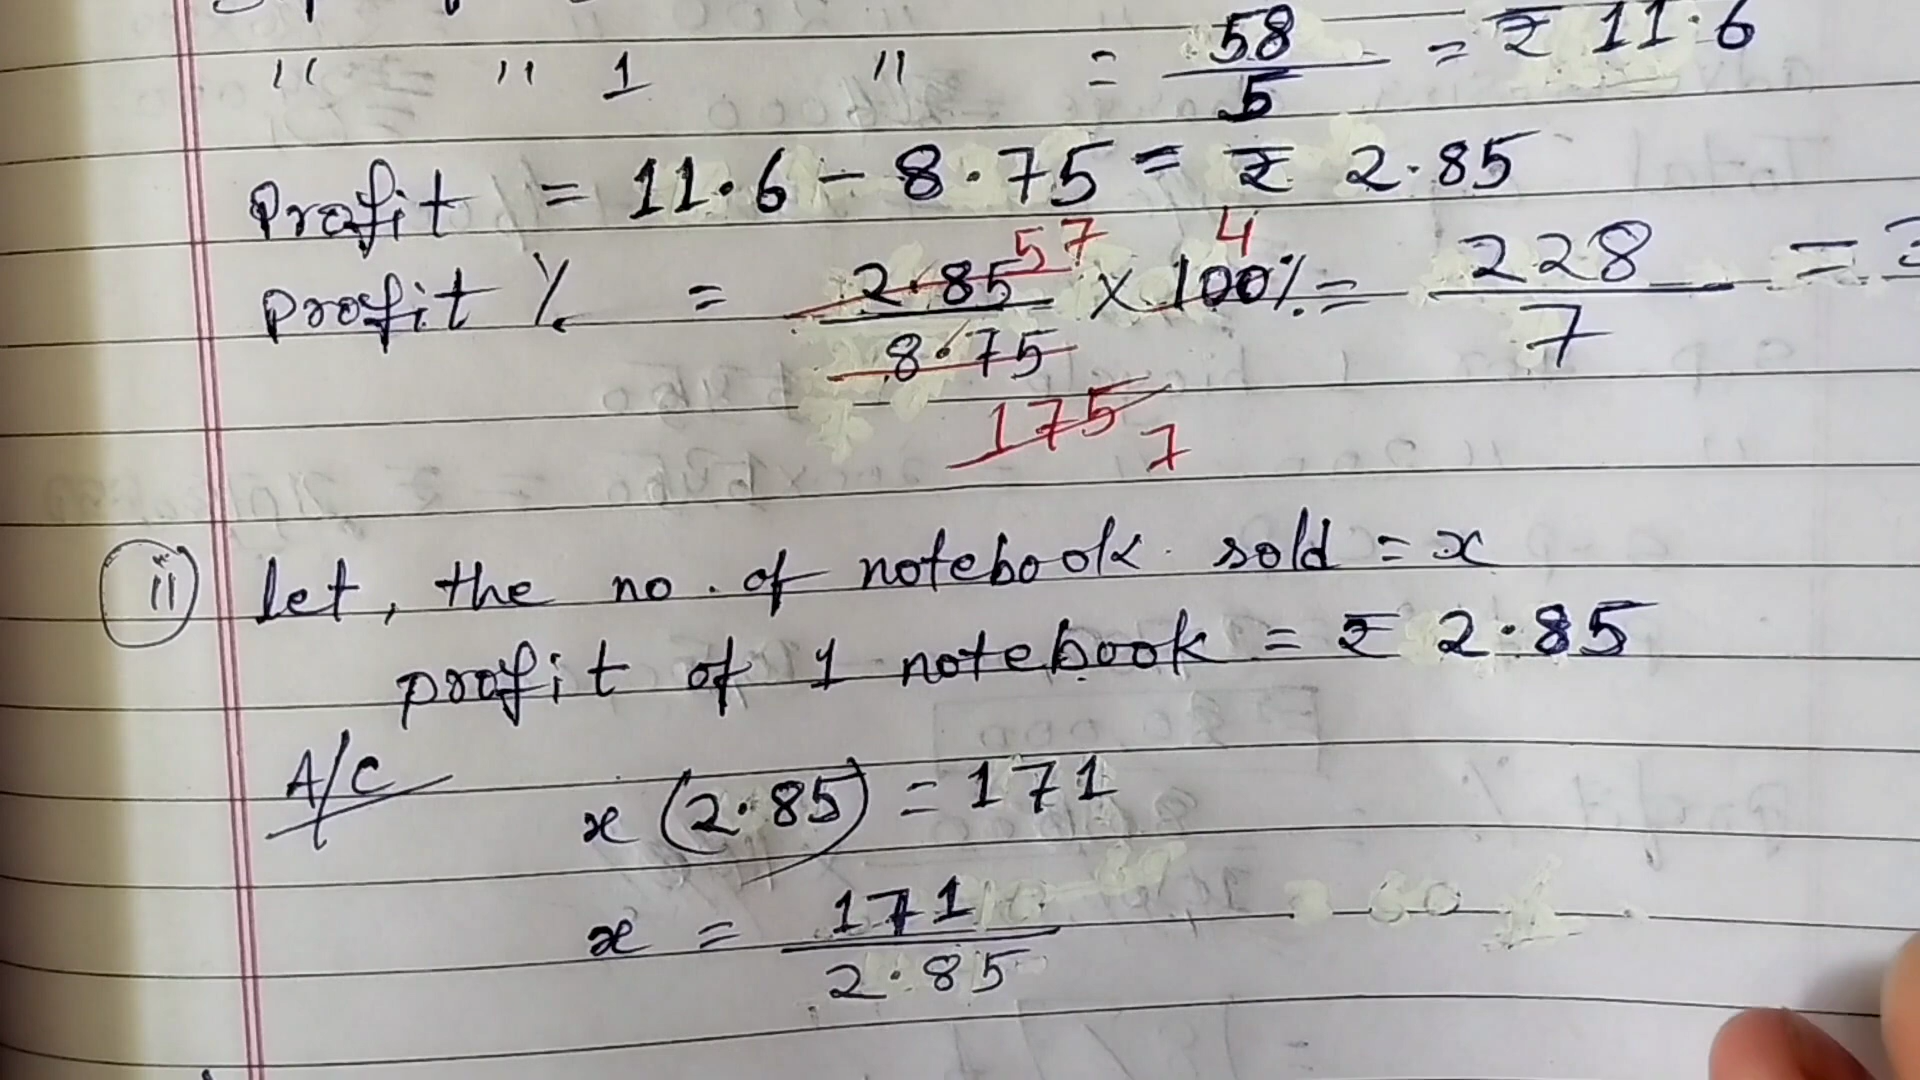 " " 1 " = 58/5 = ₹ 11.6
Profit = 11.6 - 8.75 = ₹ 2.85
Profit % = 2.85/8.75 x 100% = 228/7 =
57 4
175 7
ii) let, the no. of notebook sold = x
profit of 1 notebook = ₹ 2.85
A/C
x (2.85) = 171
x = 171/2.85